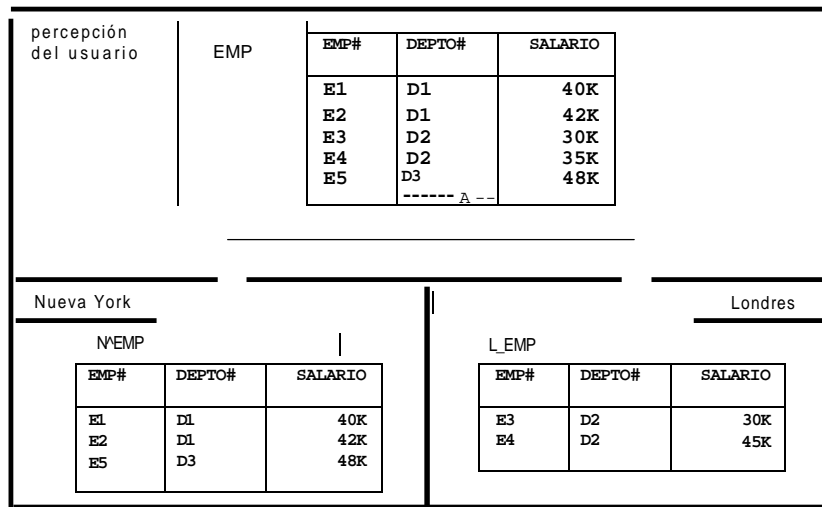 percepción
del usuario
EMP
EMP# DEPTO# SALARIO
E1 D1 40K
E2 D1 42K
E3 D2 30K
E4 D2 35K
E5 D3 48K
------ A --
Nueva York
Londres
N^EMP
EMP# DEPTO# SALARIO
E1 D1 40K
E2 D1 42K
E5 D3 48K
L_EMP
EMP# DEPTO# SALARIO
E3 D2 30K
E4 D2 45K